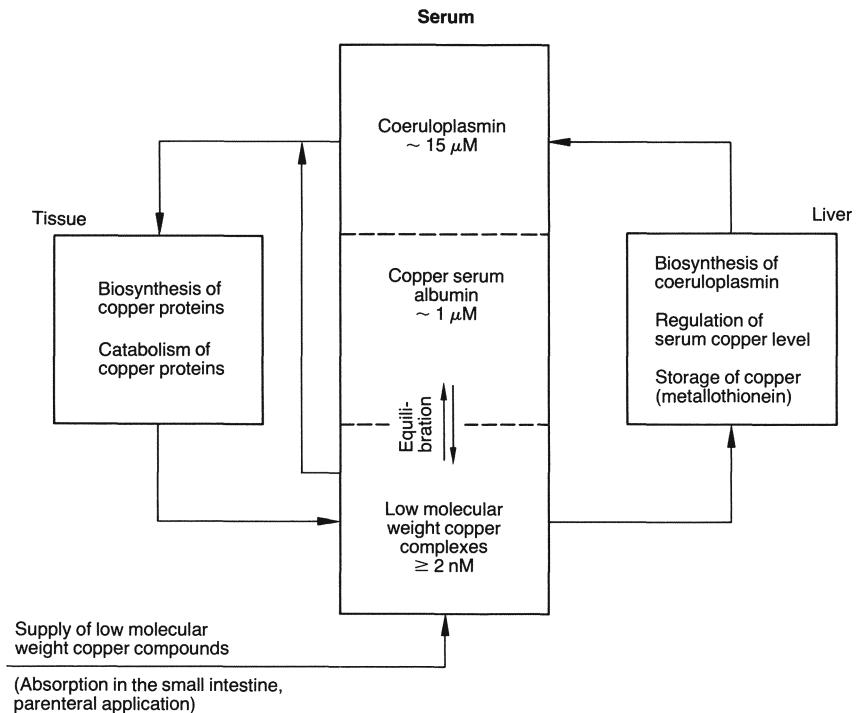 Serum
Coeruloplasmin
~ 15 μM
Tissue
Liver
Biosynthesis of
copper proteins
Catabolism of
copper proteins
Copper serum
albumin
~ 1 μM
Biosynthesis of
coeruloplasmin
Regulation of
serum copper level
Storage of copper
(metallothionein)
Equili-
bration
Low molecular
weight copper
complexes
≧ 2 nM
Supply of low molecular
weight copper compounds
(Absorption in the small intestine,
parenteral application)